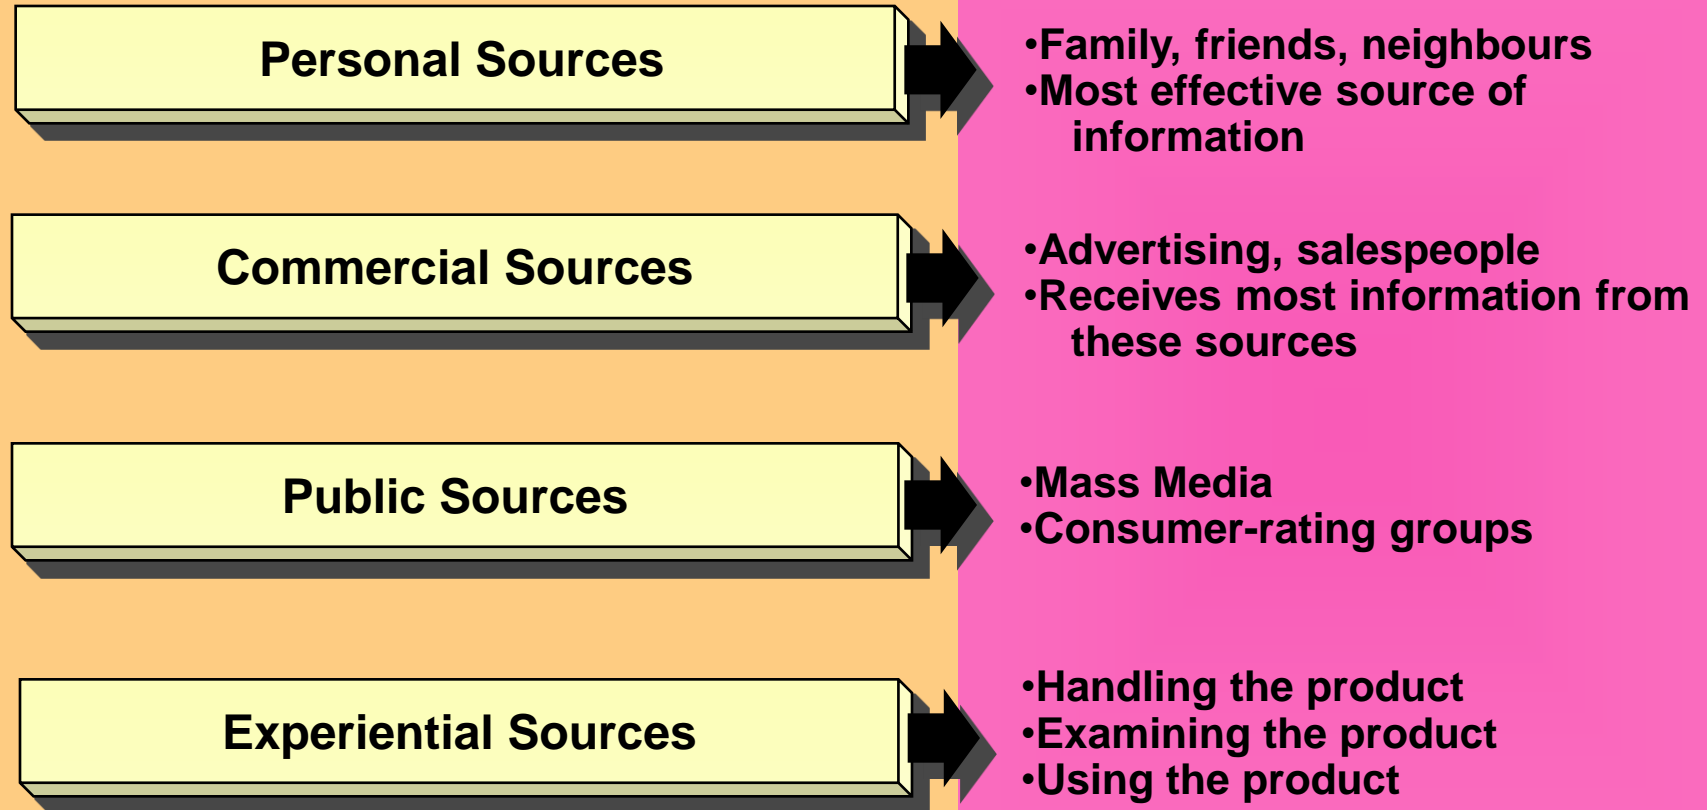 Personal Sources
•Family, friends, neighbours
•Most effective source of
information
Commercial Sources
•Advertising, salespeople
•Receives most information from
these sources
Public Sources
•Mass Media
•Consumer-rating groups
Experiential Sources
•Handling the product
•Examining the product
•Using the product